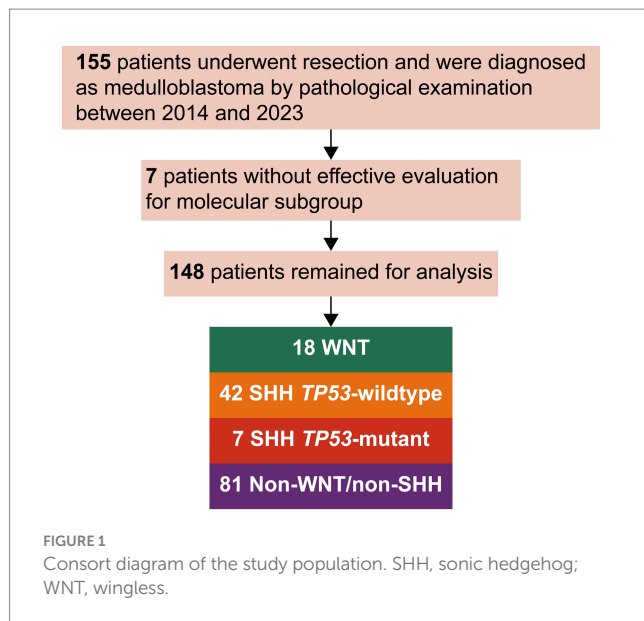 155 patients underwent resection and were diagnosed
as medulloblastoma by pathological examination
between 2014 and 2023
7 patients without effective evaluation
for molecular subgroup
148 patients remained for analysis
18 WNT
42 SHH TP53-wildtype
7 SHH TP53-mutant
81 Non-WNT/non-SHH
FIGURE 1
Consort diagram of the study population. SHH, sonic hedgehog;
WNT, wingless.